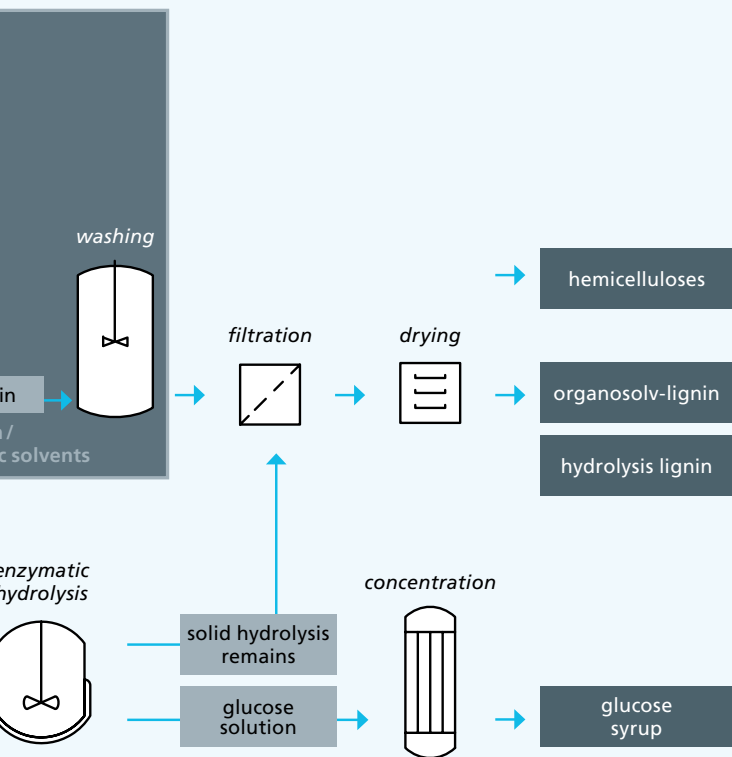 washing
hemicelluloses
filtration
drying
in
organosolv-lignin
/
c solvents
hydrolysis lignin
enzymatic
hydrolysis
concentration
solid hydrolysis
remains
glucose
solution
glucose
syrup